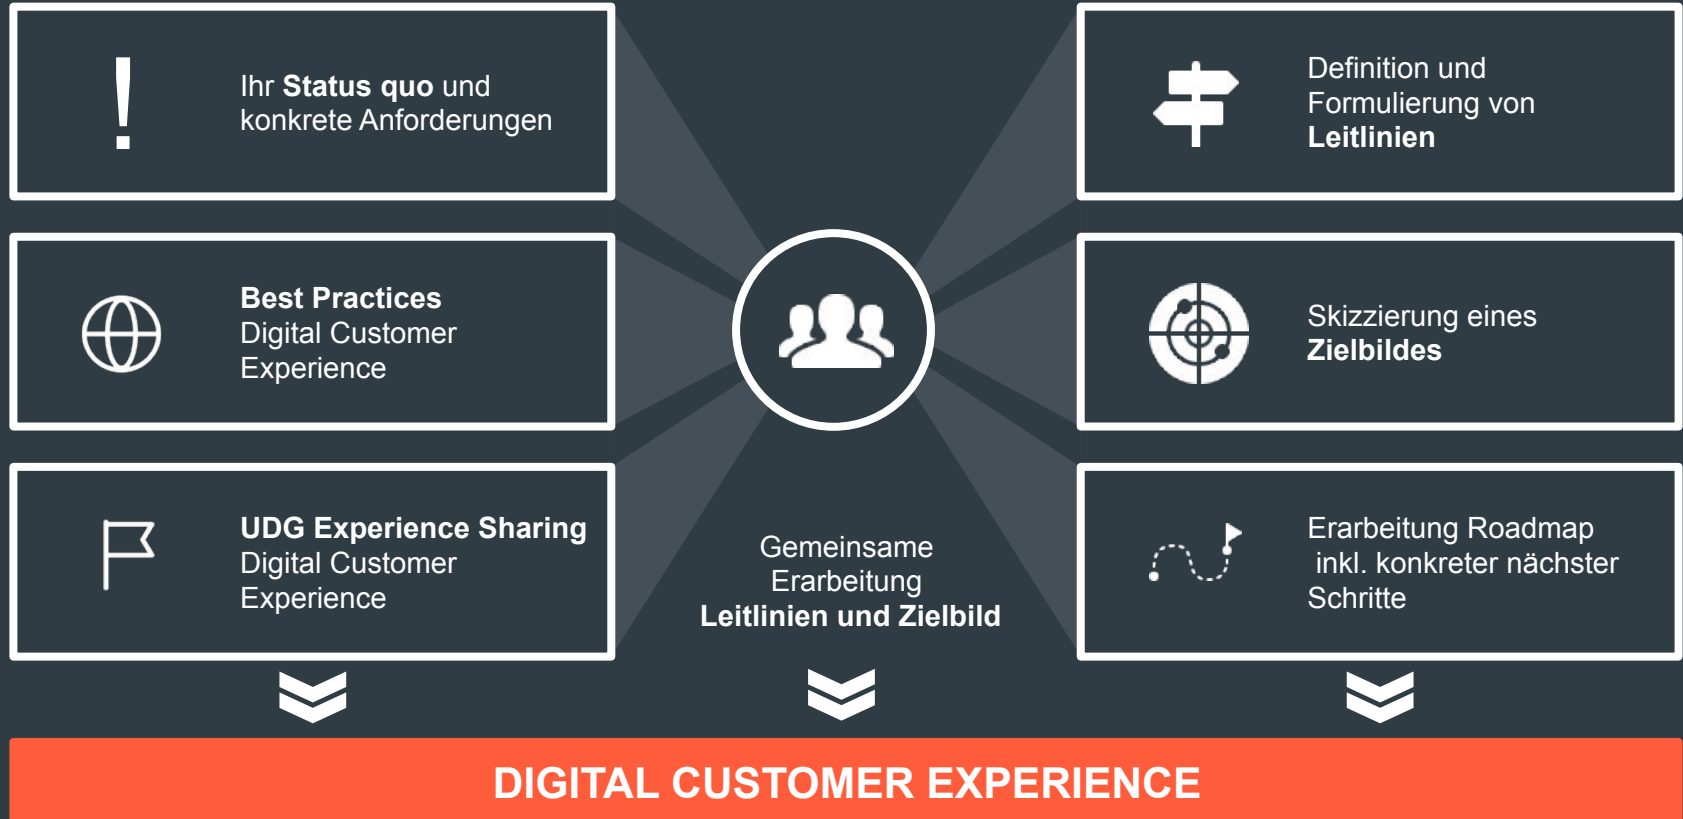 Ihr Status quo und
konkrete Anforderungen
Best Practices
Digital Customer
Experience
UDG Experience Sharing
Digital Customer
Experience
Gemeinsame
Erarbeitung
Leitlinien und Zielbild
Definition und
Formulierung von
Leitlinien
Skizzierung eines
Zielbildes
Erarbeitung Roadmap
inkl. konkreter nächster
Schritte
DIGITAL CUSTOMER EXPERIENCE